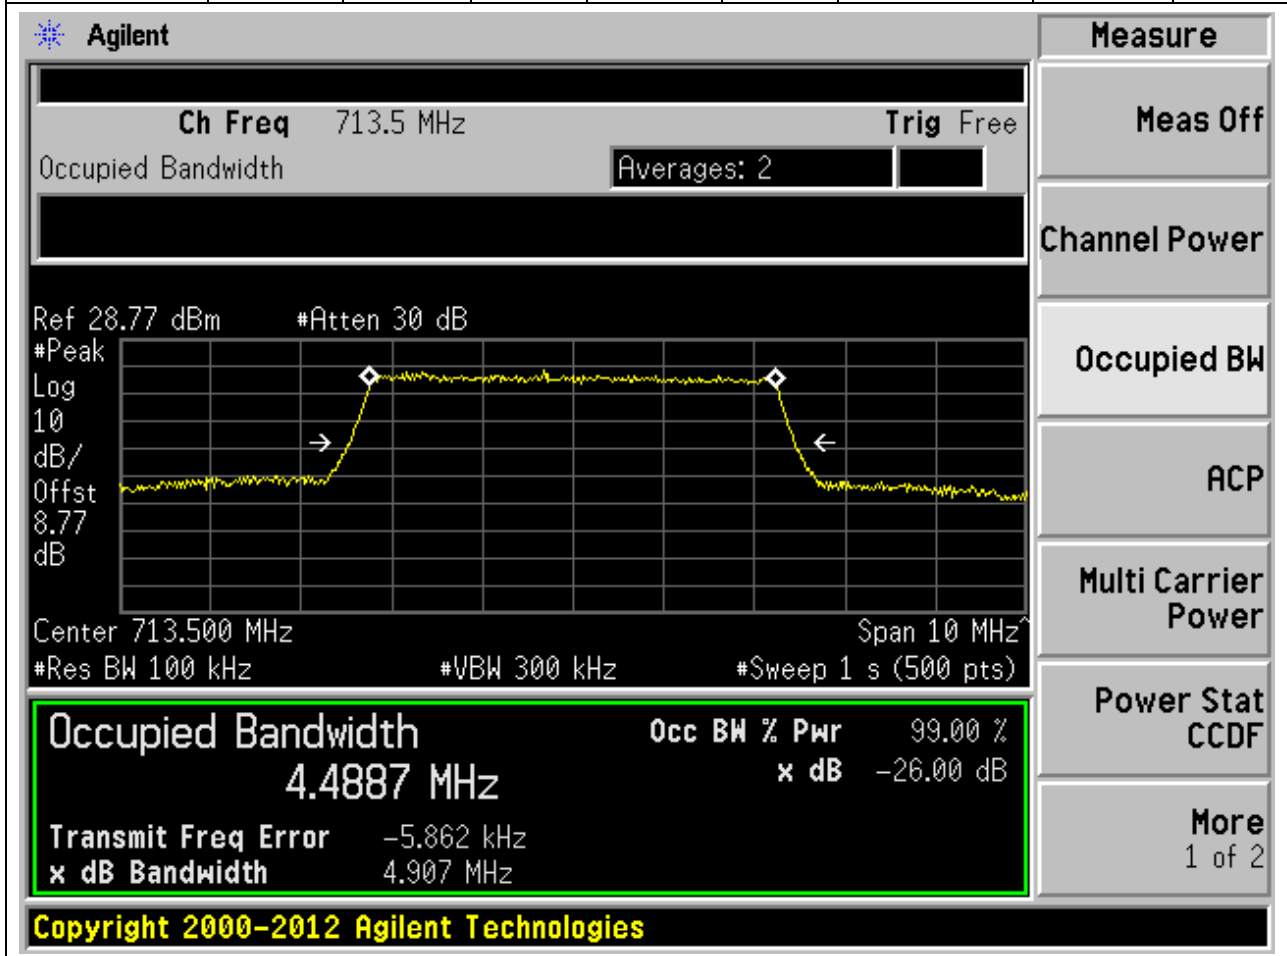 Agilent
Measure
Ch Freq 713.5 MHz Trig Free
Meas Off
Occupied Bandwidth Averages: 2
Channel Power
Ref 28.77 dBm #Atten 30 dB
#Peak
Log
10
dB/
Offst
8.77
dB
Occupied BW
ACP
Multi Carrier
Power
Center 713.500 MHz Span 10 MHz^
#Res BW 100 kHz #VBW 300 kHz #Sweep 1 s (500 pts)
Power Stat
CCDF
Occupied Bandwidth Occ BW % Pwr 99.00 %
4.4887 MHz x dB -26.00 dB
Transmit Freq Error -5.862 kHz
x dB Bandwidth 4.907 MHz
More
1 of 2
Copyright 2000-2012 Agilent Technologies